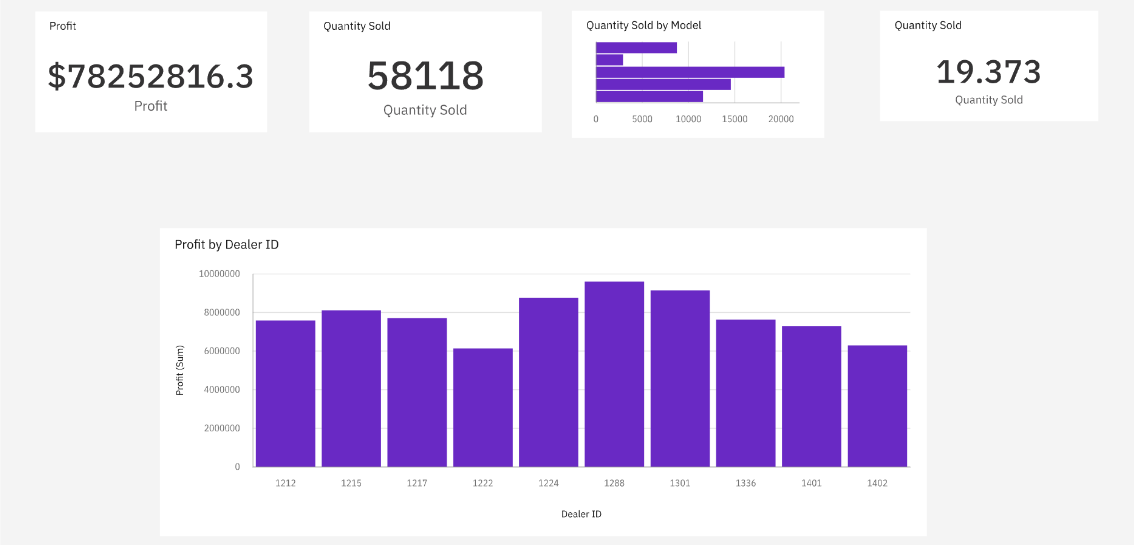 Profit
$78252816.3
Profit
Quantity Sold
58118
Quantity Sold
Quantity Sold by Model
0 5000 10000 15000 20000
Quantity Sold
19.373
Quantity Sold
Profit by Dealer ID
Profit (Sum)
10000000
8000000
6000000
4000000
2000000
0
1212 1215 1217 1222 1224 1288 1301 1336 1401 1402
Dealer ID